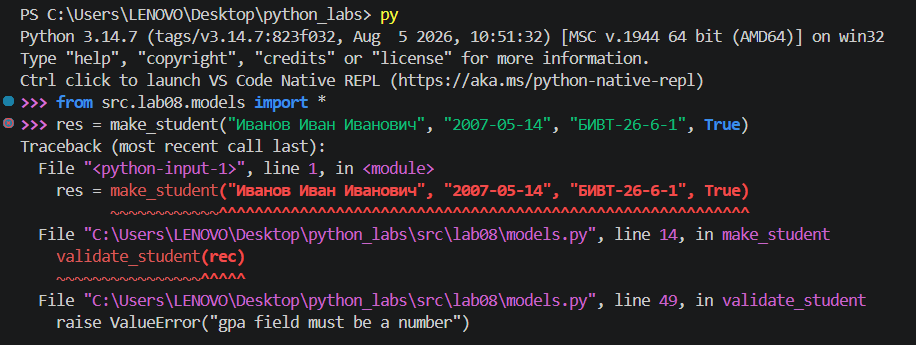 PS C:\Users\LENOVO\Desktop\python_labs> py
Python 3.14.7 (tags/v3.14.7:823f032, Aug  5 2026, 10:51:32) [MSC v.1944 64 bit (AMD64)] on win32
Type "help", "copyright", "credits" or "license" for more information.
Ctrl click to launch VS Code Native REPL (https://aka.ms/python-native-repl)
>>> from src.lab08.models import *
>>> res = make_student("Иванов Иван Иванович", "2007-05-14", "БИВТ-26-6-1", True)
Traceback (most recent call last):
  File "<python-input-1>", line 1, in <module>
    res = make_student("Иванов Иван Иванович", "2007-05-14", "БИВТ-26-6-1", True)
          ~~~~~~~~~~~~^^^^^^^^^^^^^^^^^^^^^^^^^^^^^^^^^^^^^^^^^^^^^^^^^^^^^^^^^^^
  File "C:\Users\LENOVO\Desktop\python_labs\src\lab08\models.py", line 14, in make_student
    validate_student(rec)
    ~~~~~~~~~~~~~~~~^^^^^
  File "C:\Users\LENOVO\Desktop\python_labs\src\lab08\models.py", line 49, in validate_student
    raise ValueError("gpa field must be a number")